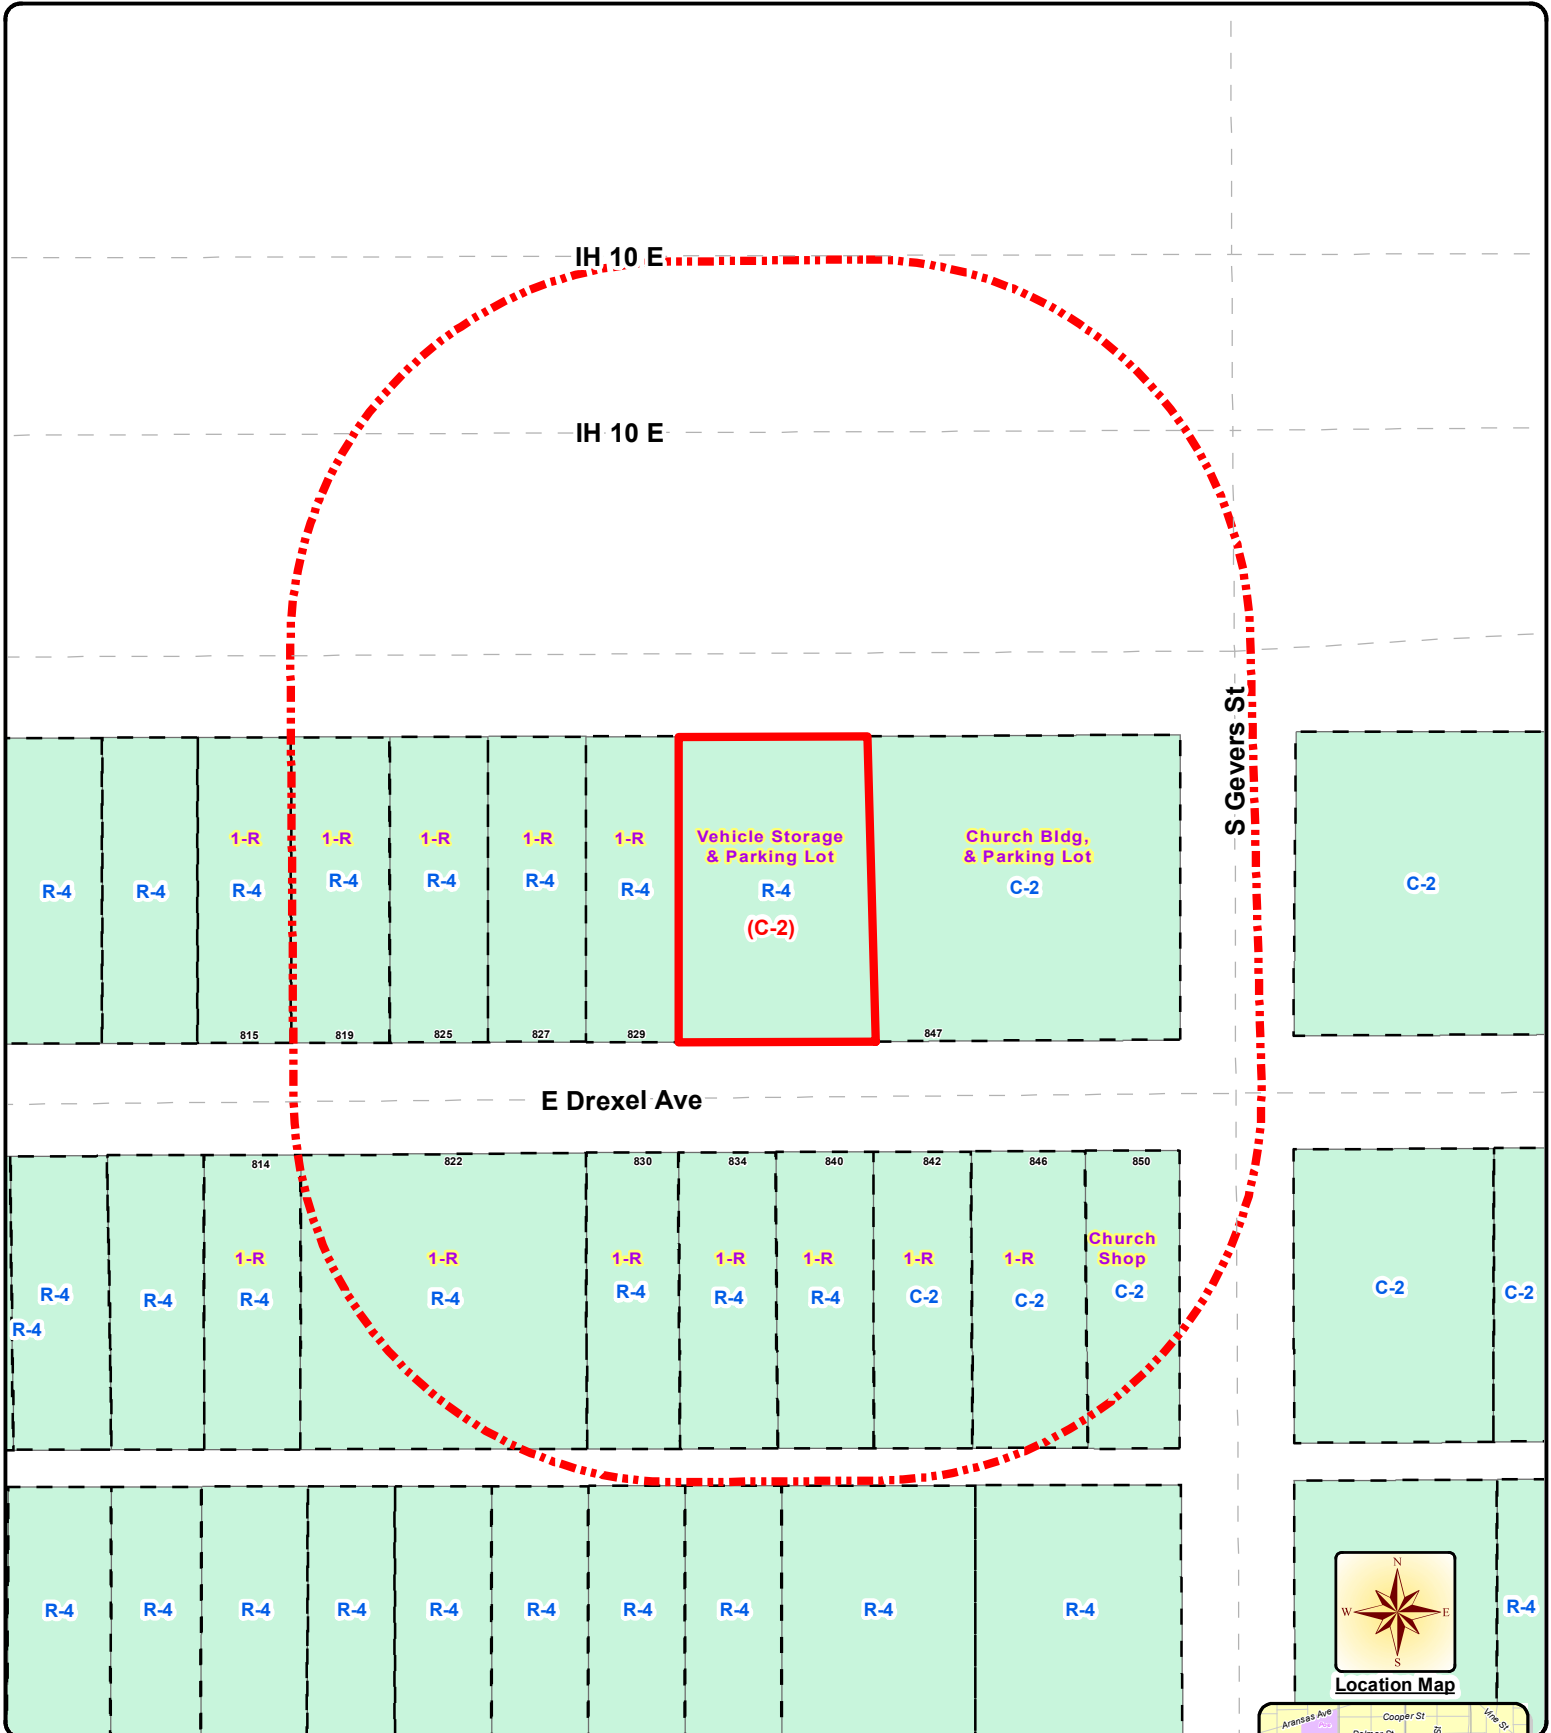 IH 10 E
IH 10 E
S Gevers St
1-R
1-R
1-R
1-R
1-R
Vehicle Storage
& Parking Lot
Church Bldg,
& Parking Lot
R-4
R-4
R-4
R-4
R-4
R-4
R-4
R-4
C-2
C-2
(C-2)
815
819
825
827
829
847
E Drexel Ave
814
822
830
834
840
842
846
850
1-R
1-R
1-R
1-R
1-R
1-R
1-R
Church
Shop
R-4
R-4
R-4
R-4
R-4
R-4
R-4
C-2
C-2
C-2
C-2
C-2
R-4
R-4
R-4
R-4
R-4
R-4
R-4
R-4
R-4
R-4
R-4
R-4
N
W
E
S
Location Map
Aransas Ave
Cooper St
Vine St